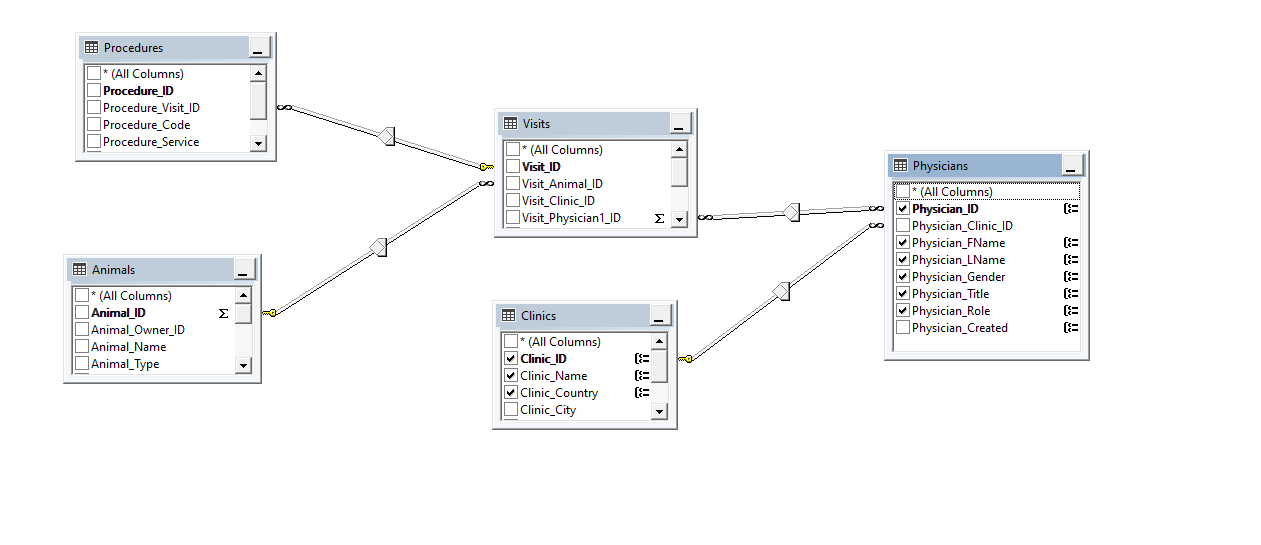 Procedures
* (All Columns)
Procedure_ID
Procedure_Visit_ID
Procedure_Code
Procedure_Service
Animals
* (All Columns)
Animal_ID Σ
Animal_Owner_ID
Animal_Name
Animal_Type
Visits
* (All Columns)
Visit_ID
Visit_Animal_ID
Visit_Clinic_ID
Visit_Physician1_ID Σ
Clinics
* (All Columns)
Clinic_ID
Clinic_Name
Clinic_Country
Clinic_City
Physicians
* (All Columns)
Physician_ID
Physician_Clinic_ID
Physician_FName
Physician_LName
Physician_Gender
Physician_Title
Physician_Role
Physician_Created